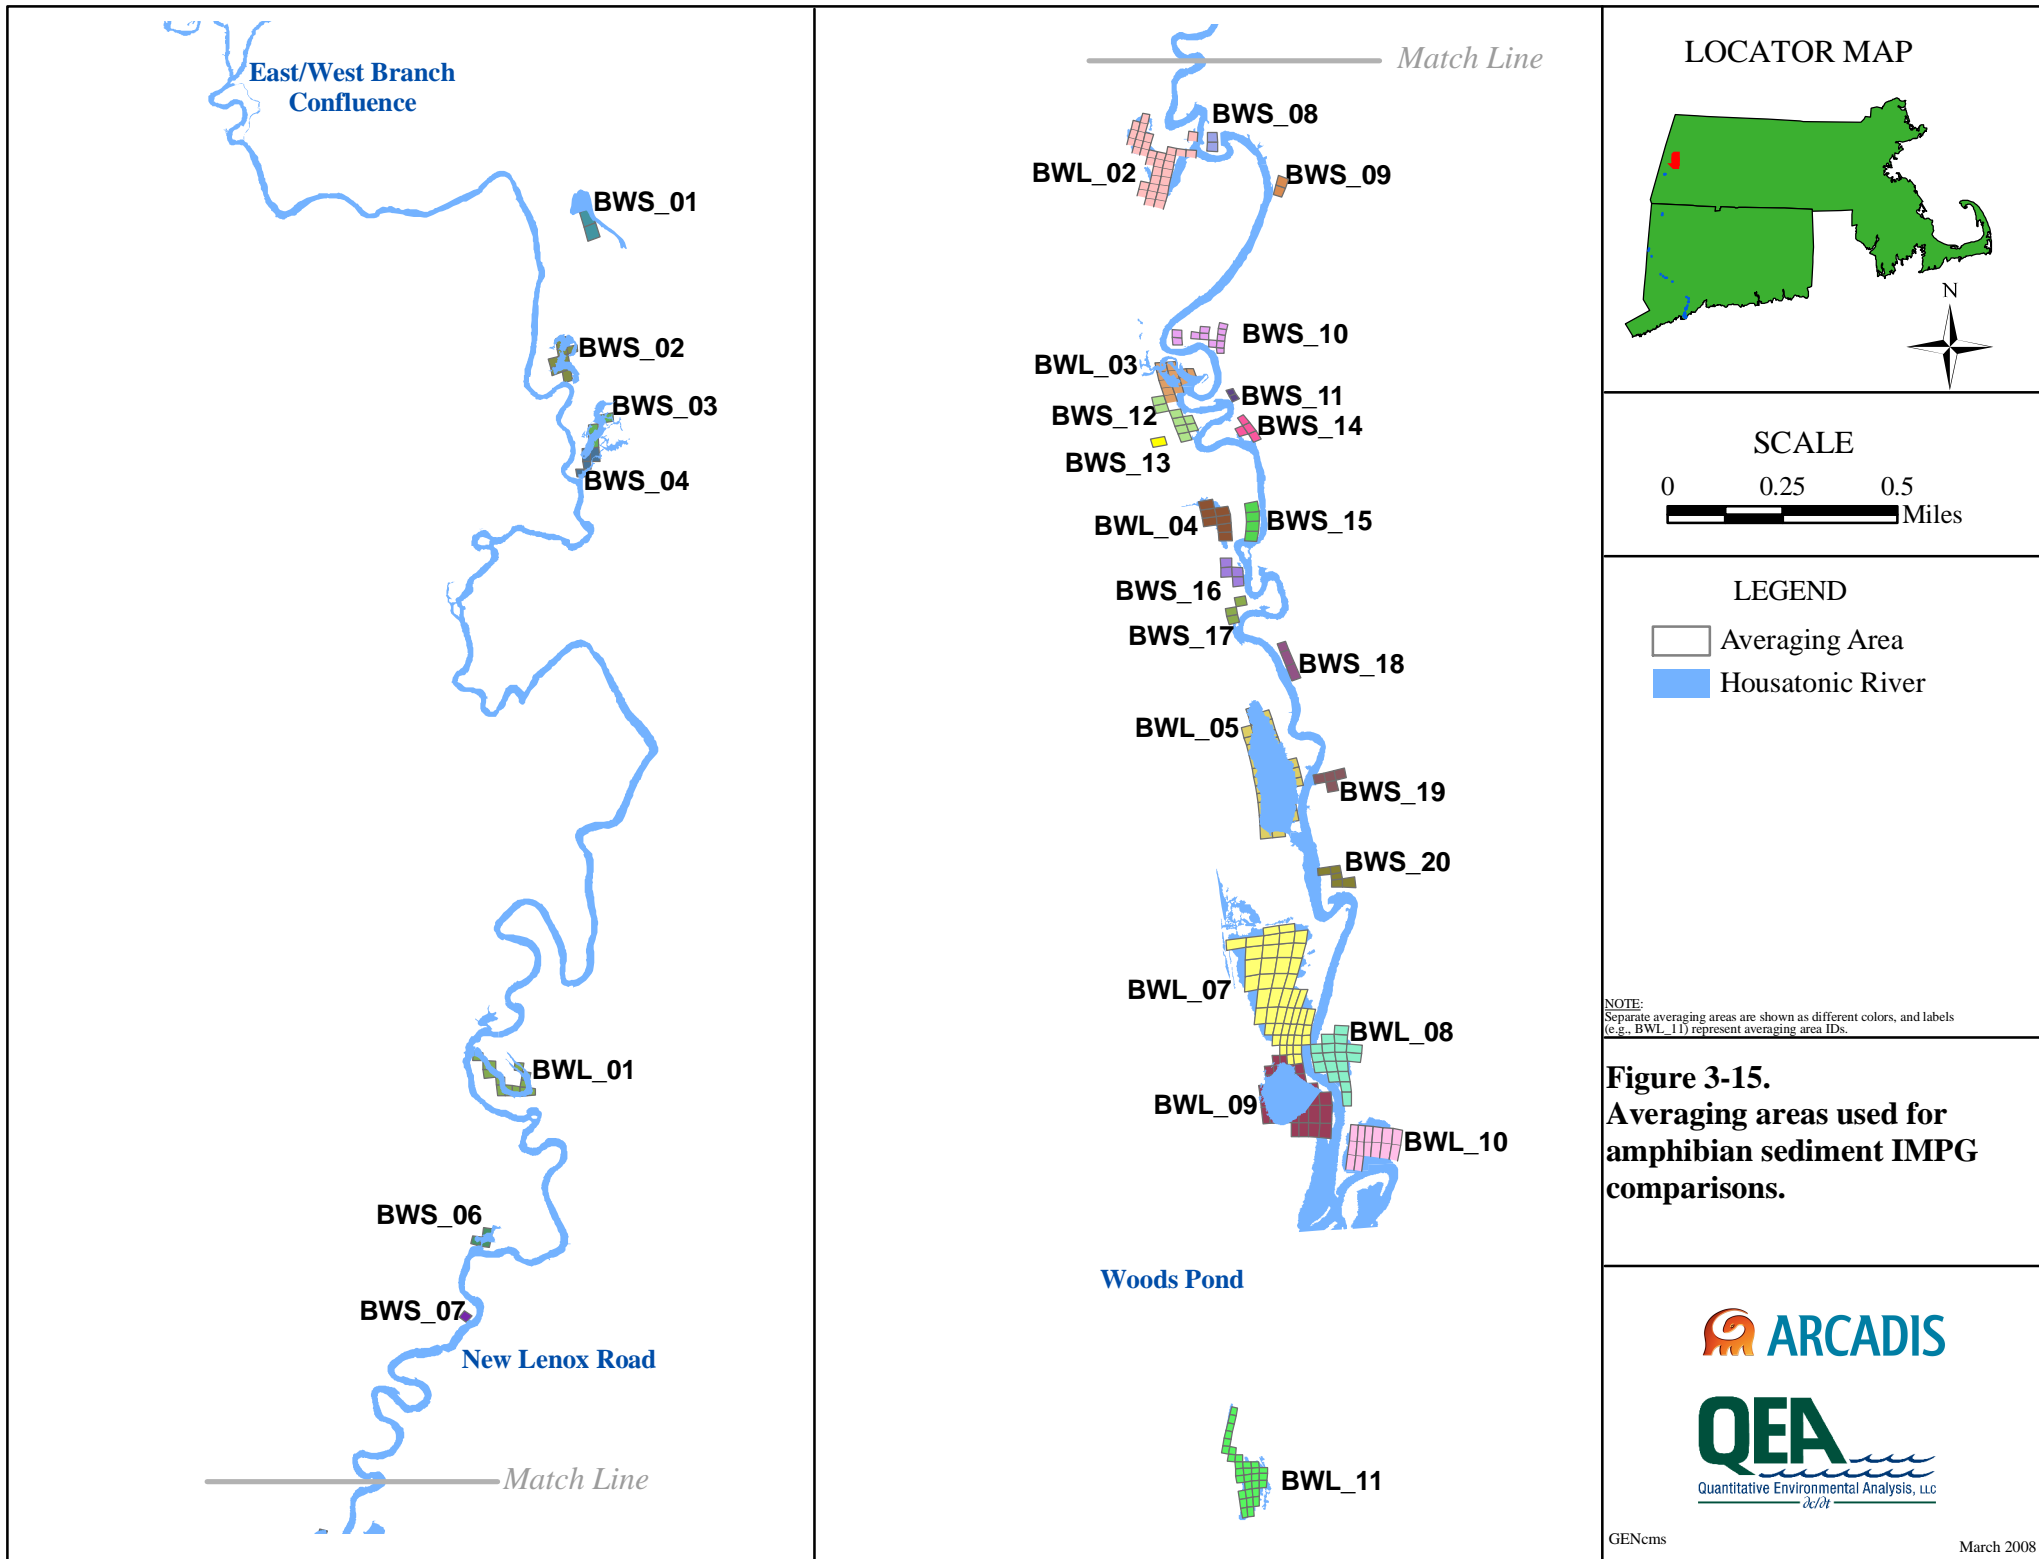 East/West Branch
Confluence
BWS_01
BWS_02
BWS_03
BWS_04
BWL_01
BWS_06
BWS_07
New Lenox Road
Match Line
Match Line
BWS_08
BWL_02
BWS_09
BWS_10
BWL_03
BWS_11
BWS_12
BWS_14
BWS_13
BWL_04
BWS_15
BWS_16
BWS_17
BWS_18
BWL_05
BWS_19
BWS_20
BWL_07
BWL_08
BWL_09
BWL_10
Woods Pond
BWL_11
LOCATOR MAP
N
SCALE
0 0.25 0.5
Miles
LEGEND
Averaging Area
Housatonic River
NOTE:
Separate averaging areas are shown as different colors, and labels
(e.g., BWL_11) represent averaging area IDs.
Figure 3-15.
Averaging areas used for
amphibian sediment IMPG
comparisons.
ARCADIS
QEA
Quantitative Environmental Analysis, LLC
∂c/∂t
GENcms
March 2008